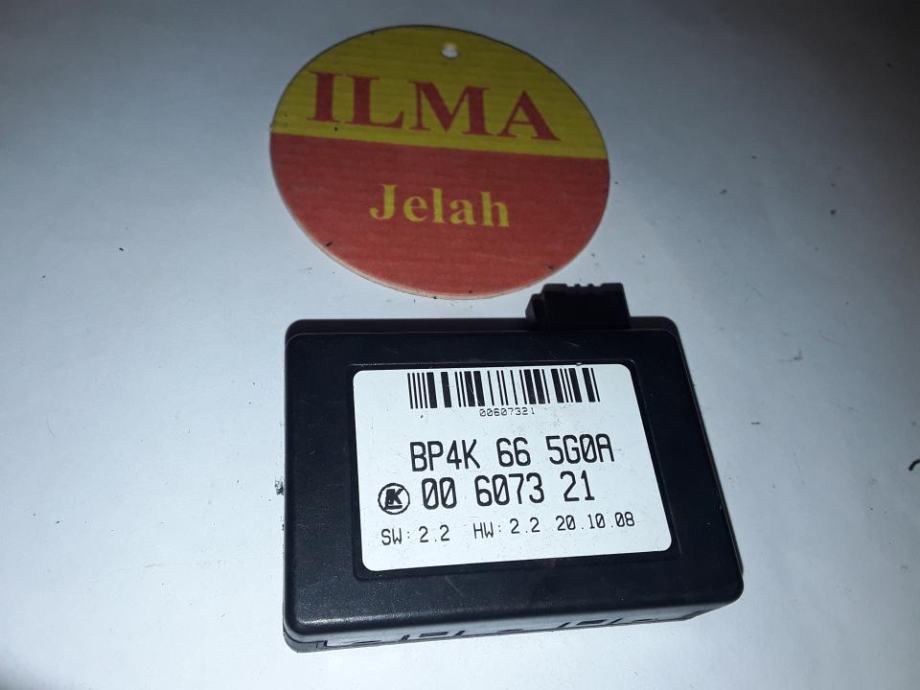 ILMA
Jelah
00607321
BP4K 66 5G0A
K 00 6073 21
SW: 2.2 HW: 2.2 20.10.08